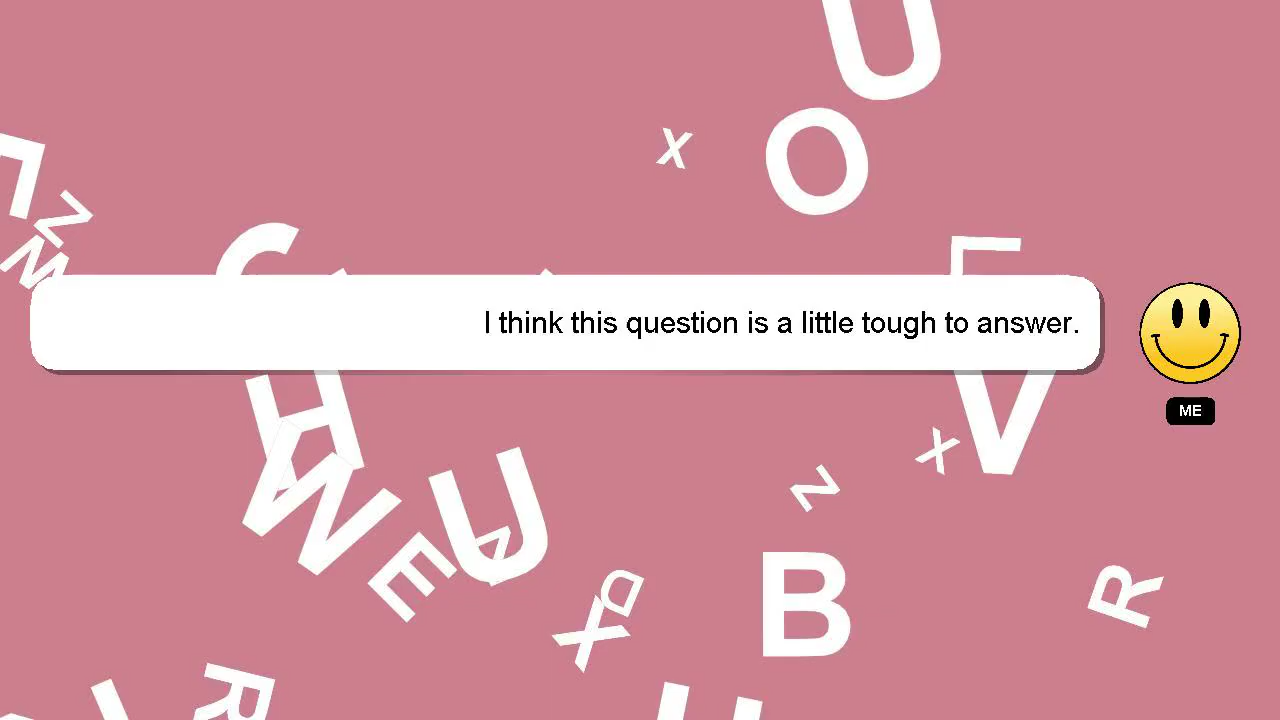 U
O
X
Z
M
C
I think this question is a little tough to answer.
ME
H
V
W
U
X
Z
E
Z
D
X
B
R
R